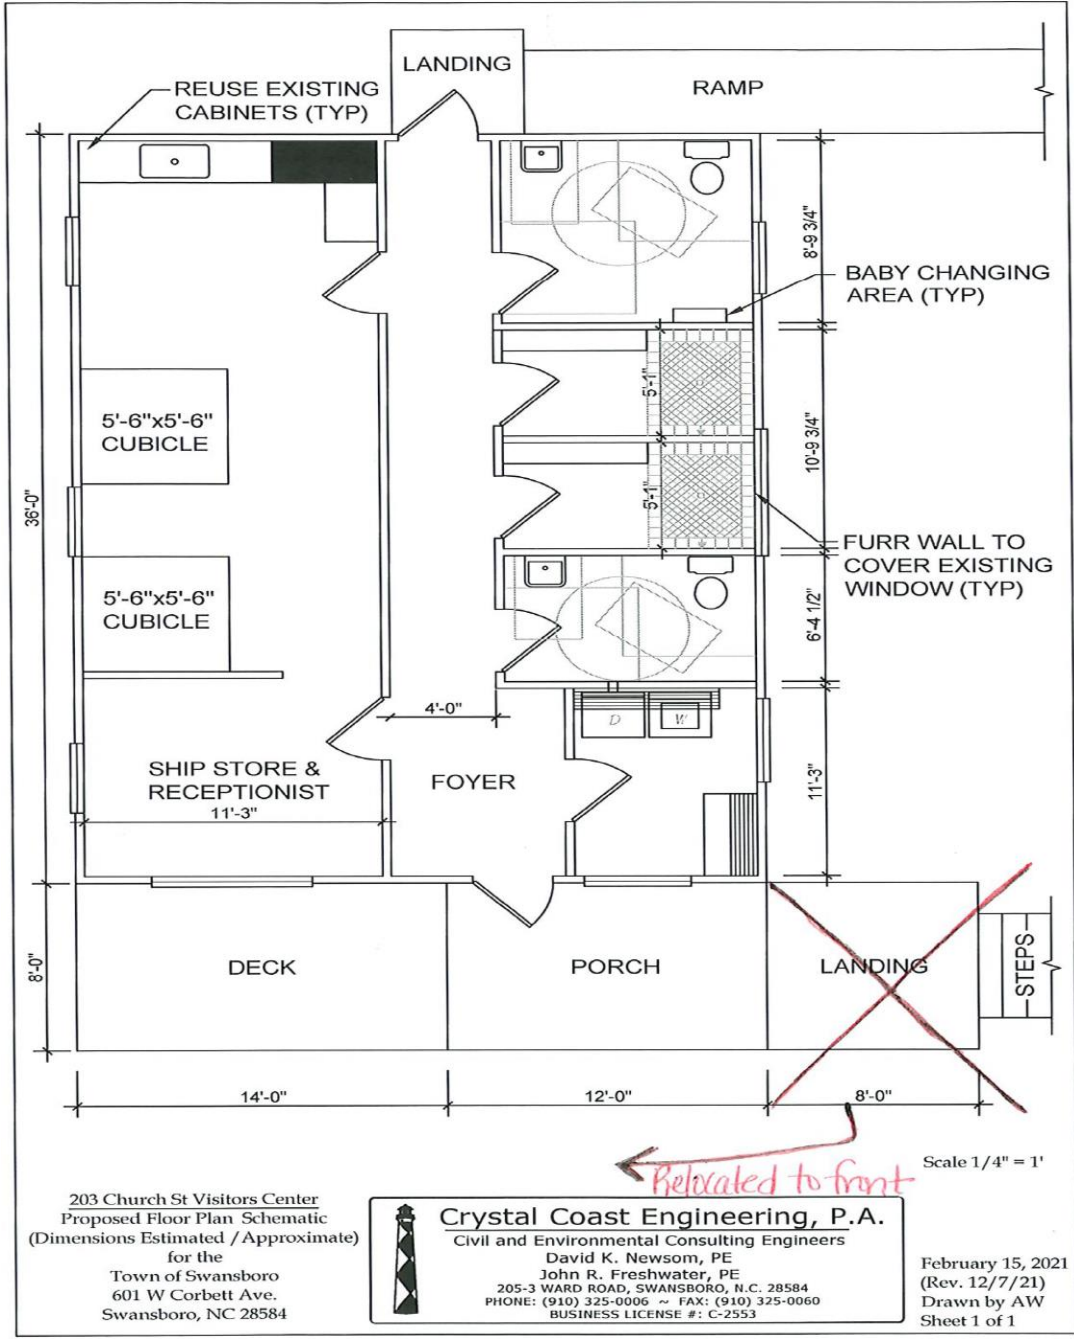 LANDING
RAMP
REUSE EXISTING
CABINETS (TYP)
8'-9 3/4"
BABY CHANGING
AREA (TYP)
5'-1"
5'-6"x5'-6"
CUBICLE
10'-9 3/4"
36'-0"
5'-1"
FURR WALL TO
COVER EXISTING
WINDOW (TYP)
5'-6"x5'-6"
CUBICLE
6'-4 1/2"
4'-0"
D
W
SHIP STORE &
RECEPTIONIST
FOYER
11'-3"
11'-3"
8'-0"
DECK
PORCH
LANDING
STEPS
14'-0"
12'-0"
8'-0"
Relocated to front
Scale 1/4" = 1'
203 Church St Visitors Center
Proposed Floor Plan Schematic
(Dimensions Estimated /Approximate)
for the
Town of Swansboro
601 W Corbett Ave.
Swansboro, NC 28584
Crystal Coast Engineering, P.A.
Civil and Environmental Consulting Engineers
David K. Newsom, PE
John R. Freshwater, PE
205-3 WARD ROAD, SWANSBORO, N.C. 28584
PHONE: (910) 325-0006 ~ FAX: (910) 325-0060
BUSINESS LICENSE #: C-2553
February 15, 2021
(Rev. 12/7/21)
Drawn by AW
Sheet 1 of 1